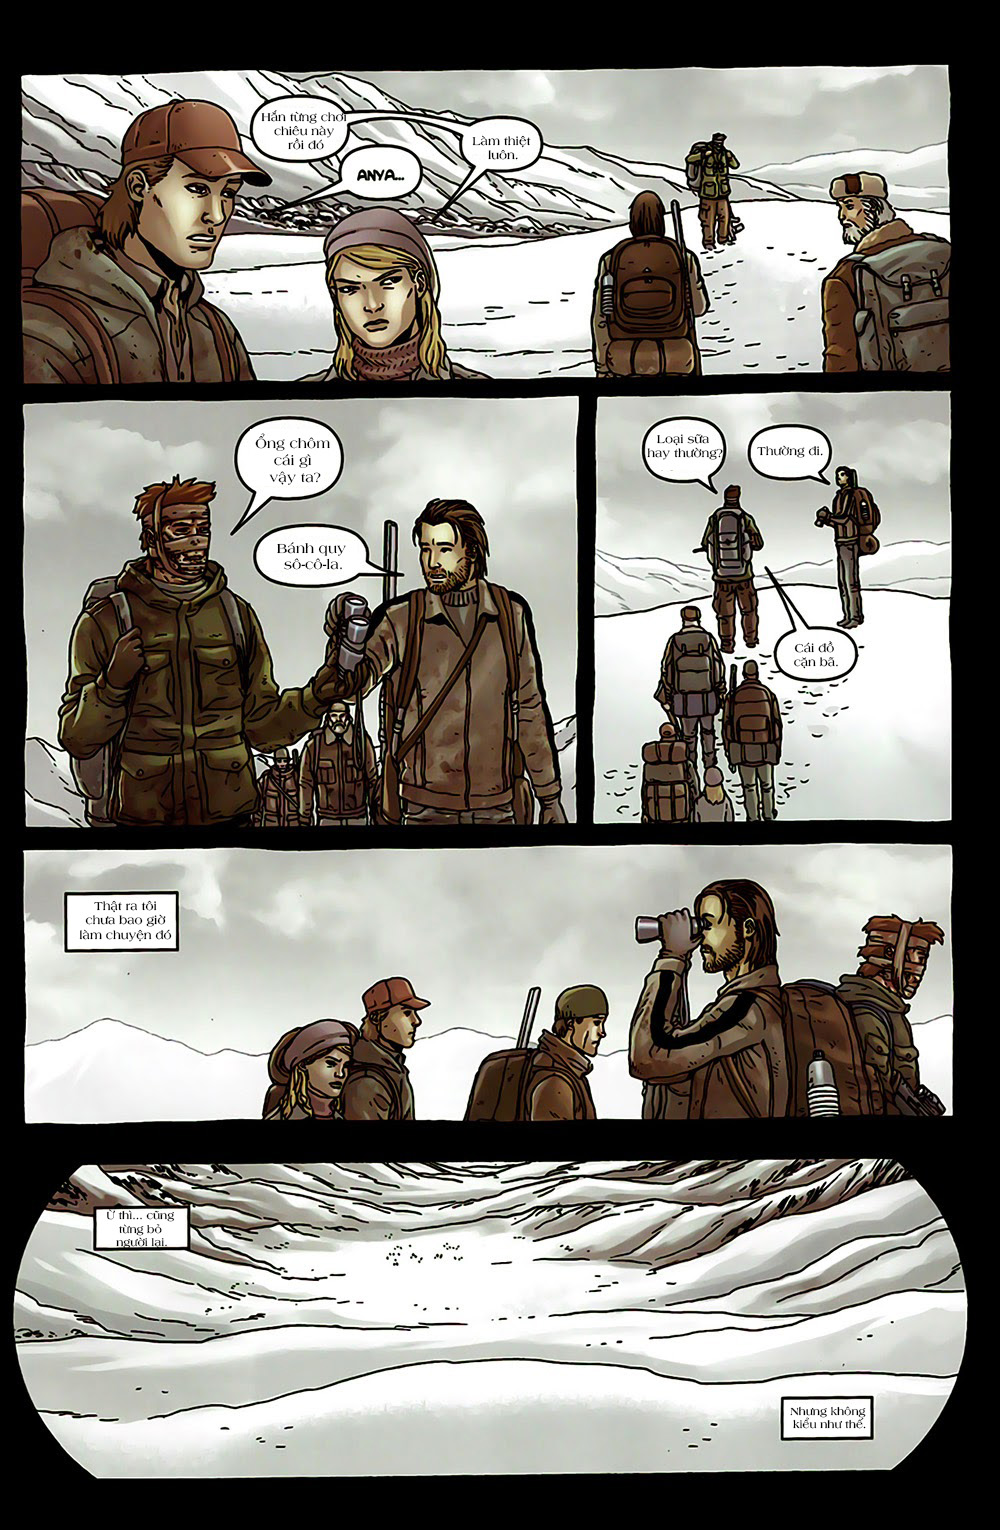 Hắn từng chơi
chiêu này
rồi đó
ANYA...
Làm thiệt
luôn.
Ổng chôm
cái gì
vậy ta?
Bánh quy
sô-cô-la.
Loại sữa
hay thường?
Thường đi.
Cái đồ
cặn bã.
Thật ra tôi
chưa bao giờ
làm chuyện đó
Ừ thì... cũng
từng bỏ
người lại.
Nhưng không
kiểu như thế.